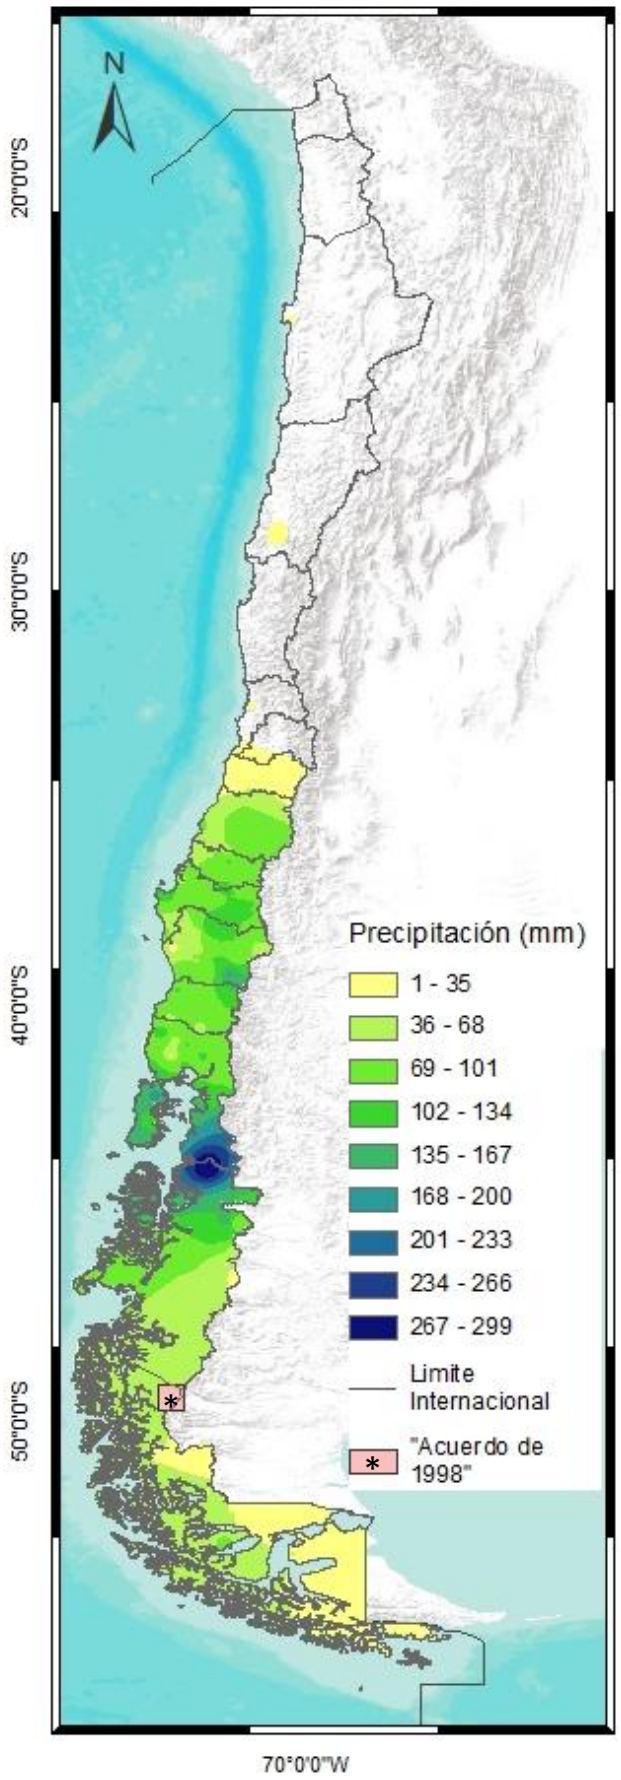 N
20°0'0"S
30°0'0"S
40°0'0"S
50°0'0"S
Precipitación (mm)
1 - 35
36 - 68
69 - 101
102 - 134
135 - 167
168 - 200
201 - 233
234 - 266
267 - 299
Limite
Internacional
* "Acuerdo de
1998"
*
70°0'0"W